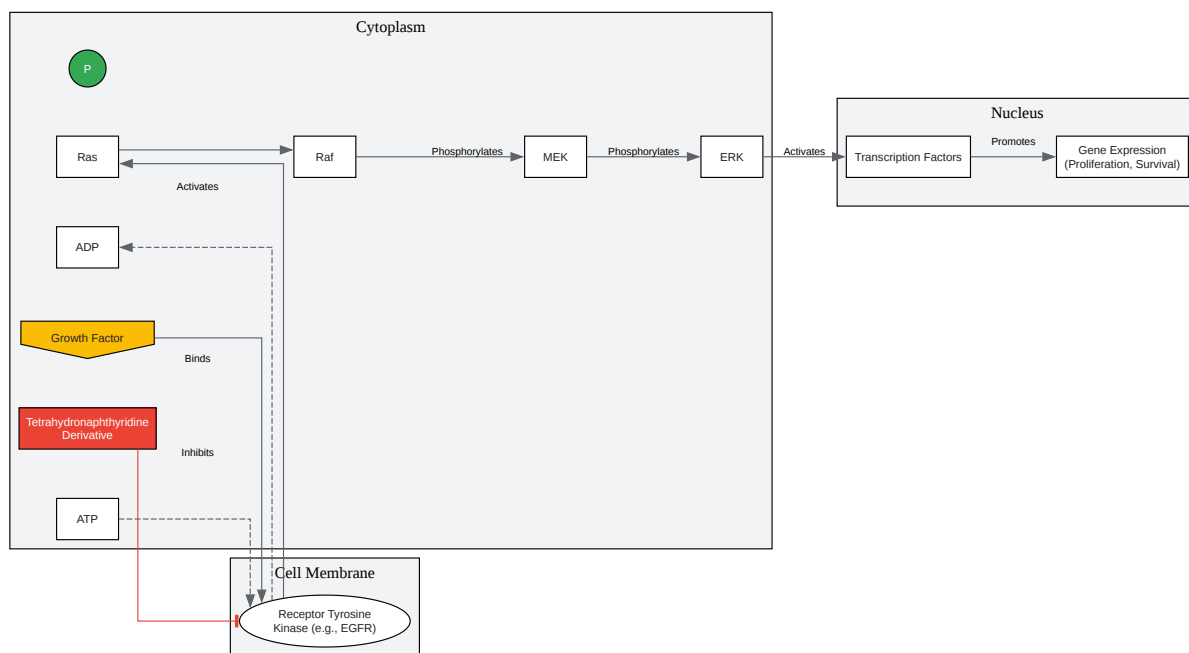 Cytoplasm
P
Nucleus
Ras
Raf
Phosphorylates
MEK
Phosphorylates
ERK
Activates
Transcription Factors
Promotes
Gene Expression
(Proliferation, Survival)
Activates
ADP
Growth Factor
Binds
Tetrahydronaphthyridine
Derivative
Inhibits
ATP
Cell Membrane
Receptor Tyrosine
Kinase (e.g., EGFR)